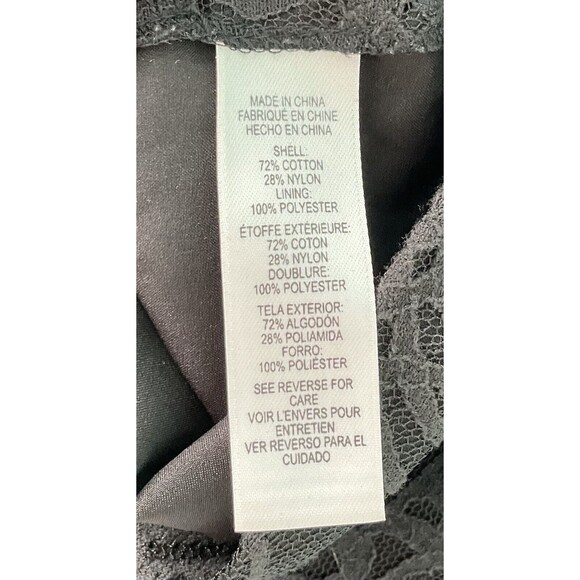 MADE IN CHINA
FABRIQUÉ EN CHINE
HECHO EN CHINA
SHELL:
72% COTTON
28% NYLON
LINING:
100% POLYESTER
ÉTOFFE EXTÉRIEURE:
72% COTON
28% NYLON
DOUBLURE:
100% POLYESTER
TELA EXTERIOR:
72% ALGODÓN
28% POLIAMIDA
FORRO:
100% POLIÉSTER
SEE REVERSE FOR
CARE
VOIR L'ENVERS POUR
ENTRETIEN
VER REVERSO PARA EL
CUIDADO